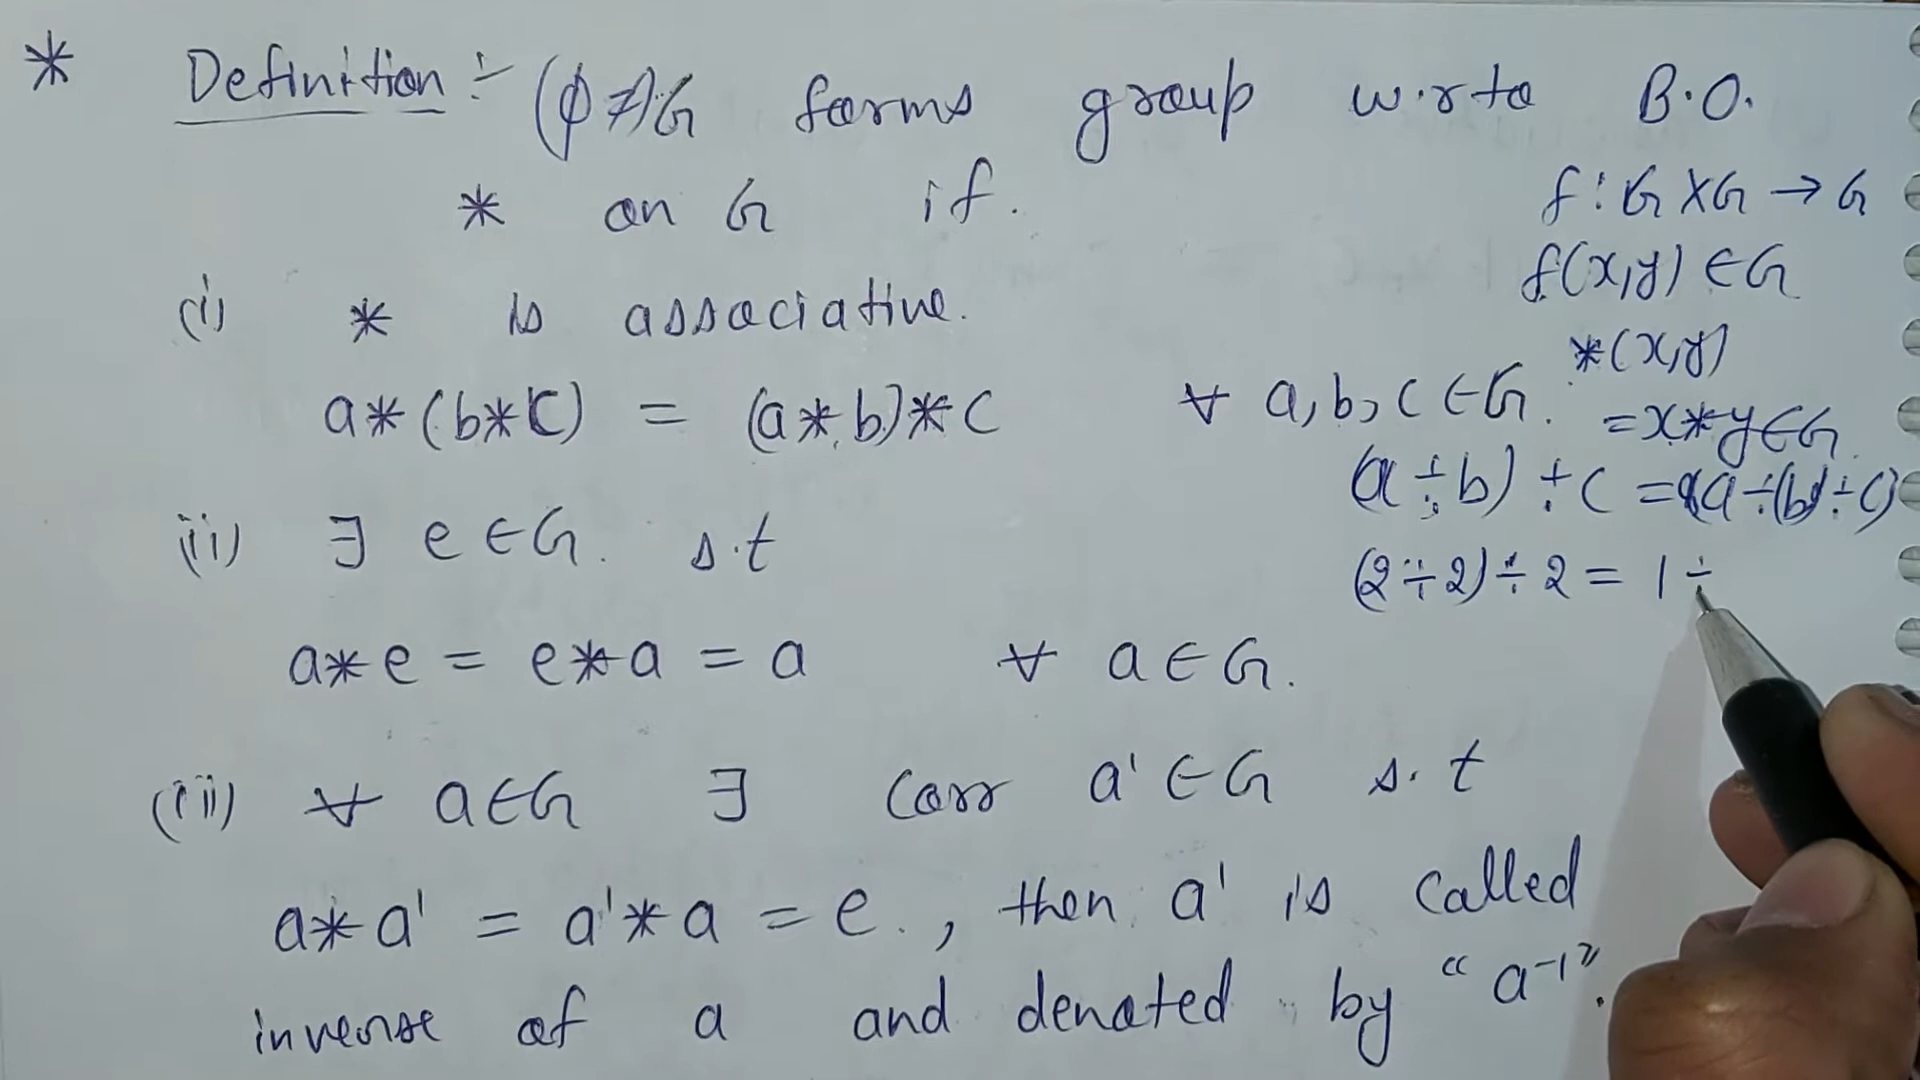 * Definition :- (ϕ≠)G forms group w.r.to B.O.
* on G if.
f : G×G → G
f(x,y) ∈ G
(i) * is associative.
*(x,y)
a*(b*c) = (a*b)*c ∀ a,b,c ∈ G.
= x*y ∈ G.
(a÷b) ÷ c = a÷(b÷c)
(ii) ∃ e ∈ G. s.t
(2÷2)÷2 = 1 ÷
a*e = e*a = a ∀ a ∈ G.
(iii) ∀ a∈G ∃ corr a' ∈ G s.t
a*a' = a'*a = e. , then a' is called
inverse of a and denoted by “a⁻¹”.